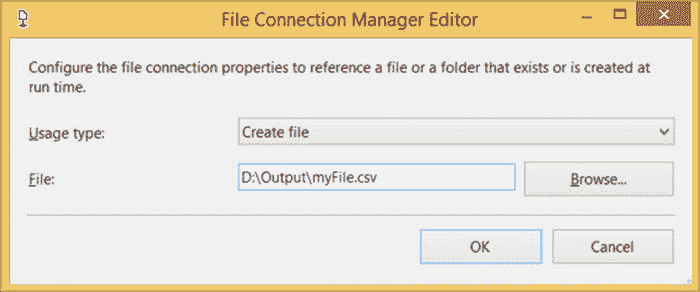 File Connection Manager Editor
Configure the file connection properties to reference a file or a folder that exists or is created at
run time.
Usage type: Create file
File: D:\Output\myFile.csv Browse...
OK Cancel